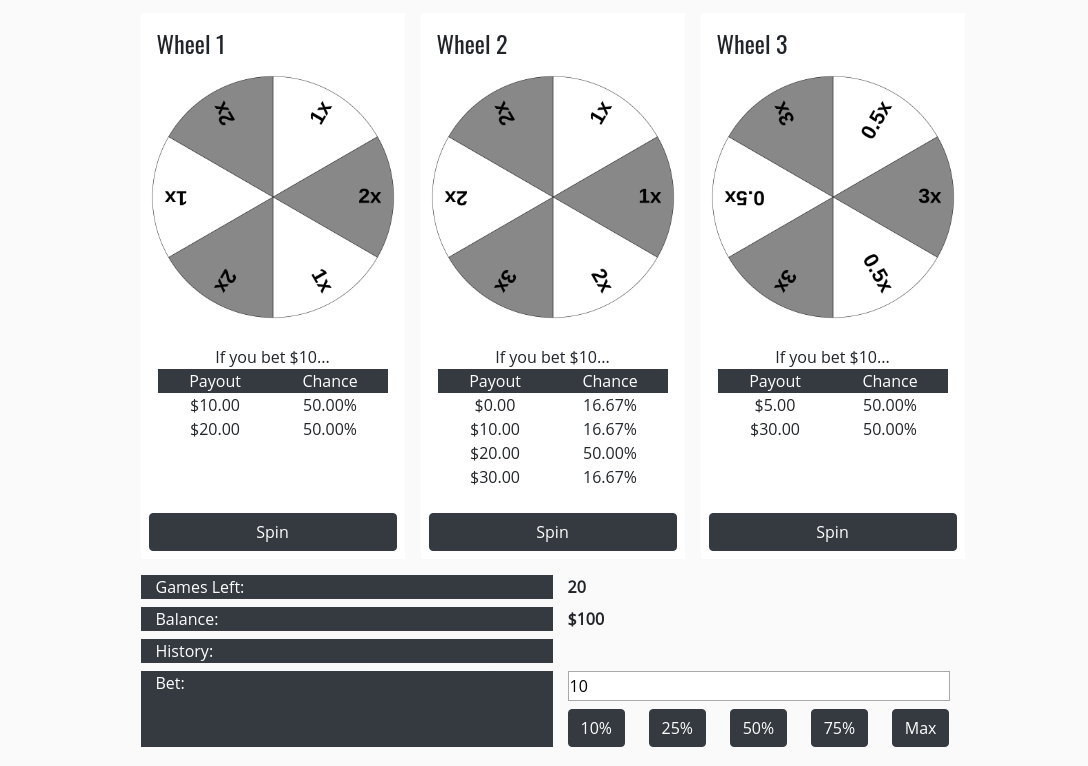 Wheel 1
Wheel 2
Wheel 3
2x
1x
1x
2x
2x
1x
2x
1x
2x
1x
3x
2x
3x
0.5x
0.5x
3x
3x
0.5x
If you bet $10...
Payout Chance
$10.00 50.00%
$20.00 50.00%
Spin
If you bet $10...
Payout Chance
$0.00 16.67%
$10.00 16.67%
$20.00 50.00%
$30.00 16.67%
Spin
If you bet $10...
Payout Chance
$5.00 50.00%
$30.00 50.00%
Spin
Games Left: 20
Balance: $100
History:
Bet: 10
10% 25% 50% 75% Max